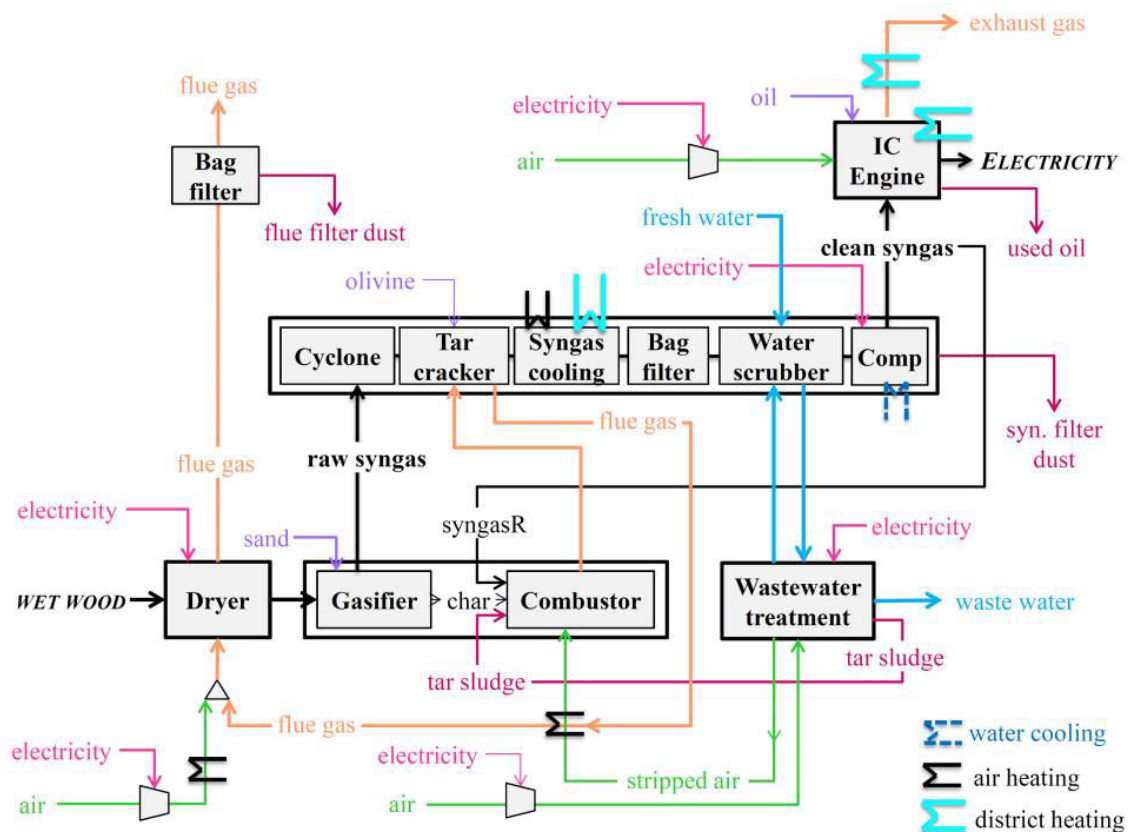 exhaust gas
flue gas
electricity
oil
air
Bag
filter
IC
Engine
ELECTRICITY
flue filter dust
fresh water
clean syngas
used oil
electricity
olivine
Cyclone
Tar
cracker
Syngas
cooling
Bag
filter
Water
scrubber
Comp
flue gas
raw syngas
syn. filter
dust
flue gas
electricity
sand
syngasR
electricity
WET WOOD
Dryer
Gasifier
char
Combustor
Wastewater
treatment
waste water
tar sludge
tar sludge
flue gas
electricity
electricity
stripped air
air
air
water cooling
air heating
district heating